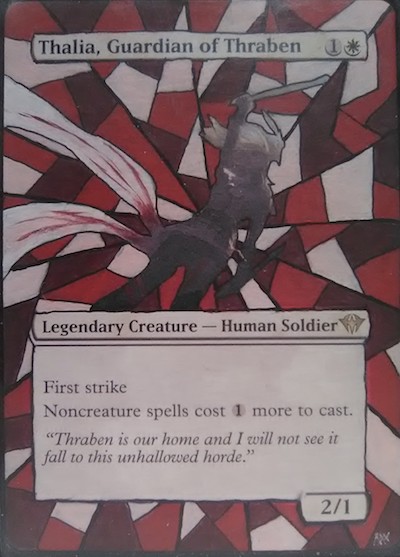 Thalia, Guardian of Thraben 1
Legendary Creature — Human Soldier
First strike
Noncreature spells cost 1 more to cast.
“Thraben is our home and I will not see it
fall to this unhallowed horde.”
2/1